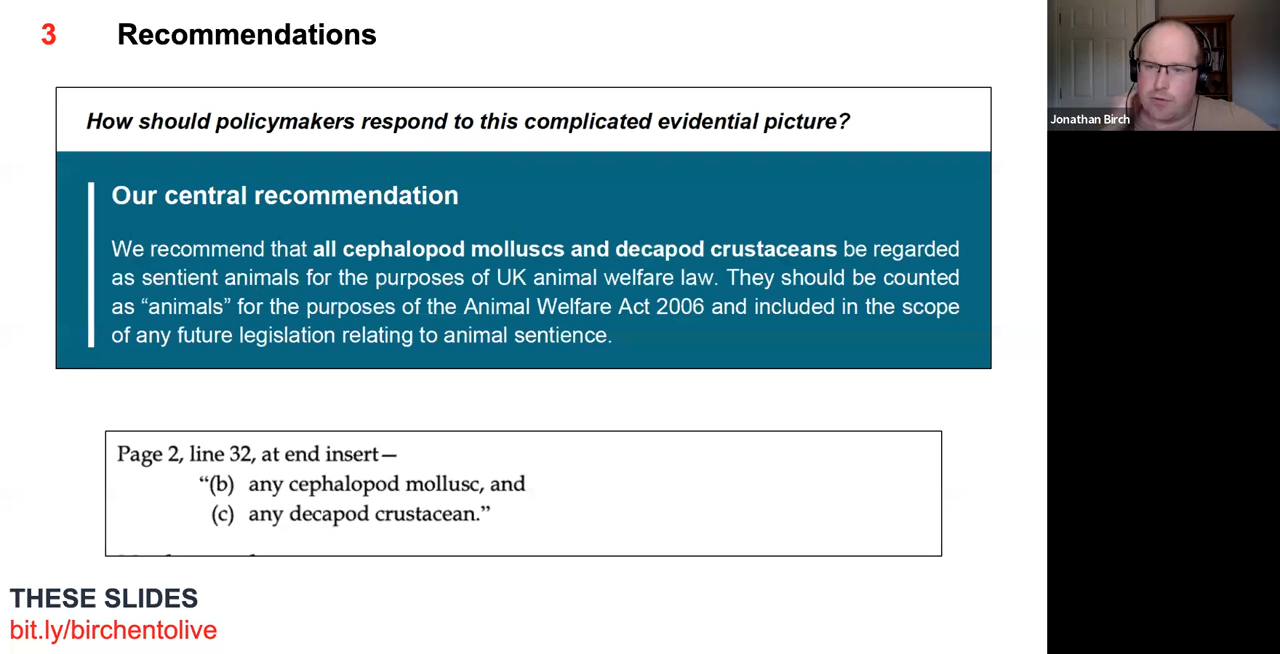 3 Recommendations
Jonathan Birch
How should policymakers respond to this complicated evidential picture?
Our central recommendation
We recommend that all cephalopod molluscs and decapod crustaceans be regarded
as sentient animals for the purposes of UK animal welfare law. They should be counted
as “animals” for the purposes of the Animal Welfare Act 2006 and included in the scope
of any future legislation relating to animal sentience.
Page 2, line 32, at end insert—
“(b) any cephalopod mollusc, and
(c) any decapod crustacean.”
THESE SLIDES
bit.ly/birchentolive